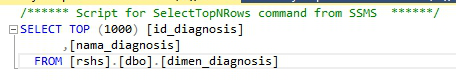 /****** Script for SelectTopNRows command from SSMS  ******/
SELECT TOP (1000) [id_diagnosis]
      ,[nama_diagnosis]
  FROM [rshs].[dbo].[dimen_diagnosis]